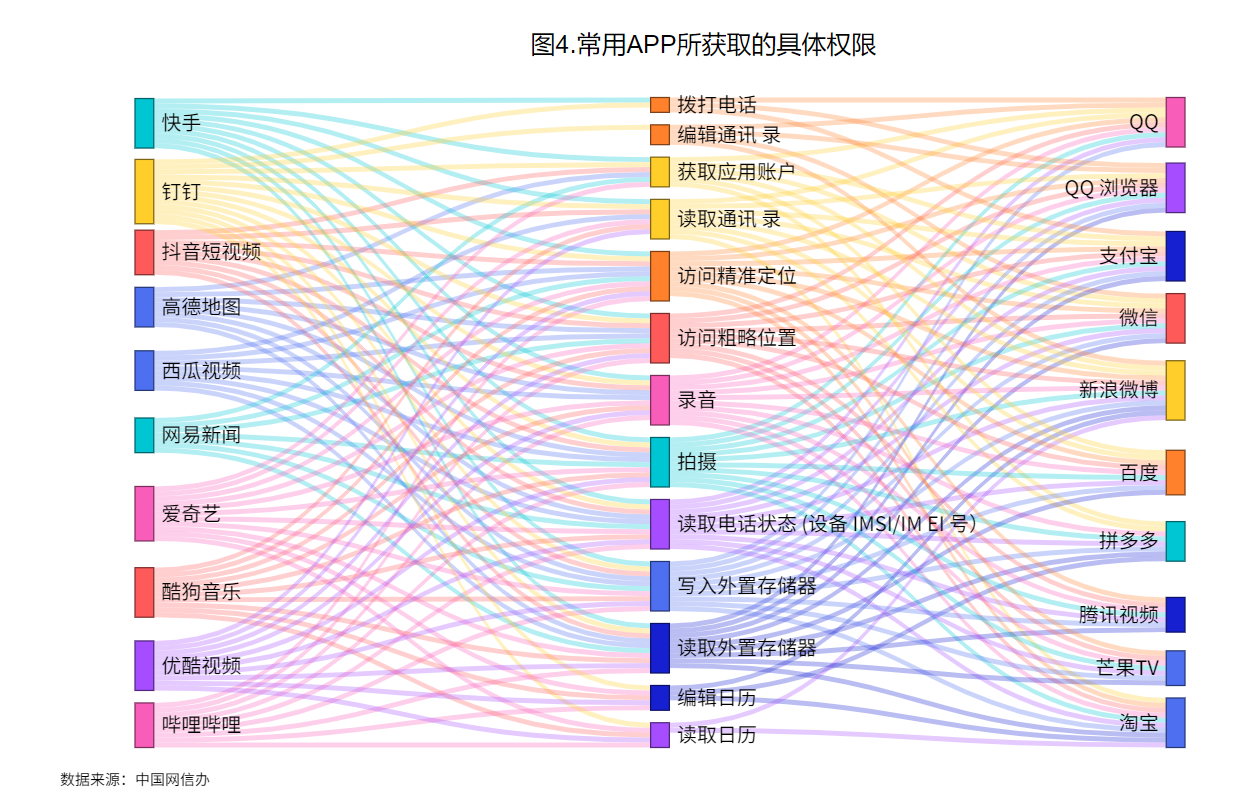 图4.常用APP所获取的具体权限
快手
钉钉
抖音短视频
高德地图
西瓜视频
网易新闻
爱奇艺
酷狗音乐
优酷视频
哔哩哔哩
拨打电话
编辑通讯 录
获取应用账户
读取通讯 录
访问精准定位
访问粗略位置
录音
拍摄
读取电话状态 (设备 IMSI/IM EI 号）
写入外置存储器
读取外置存储器
编辑日历
读取日历
QQ
QQ 浏览器
支付宝
微信
新浪微博
百度
拼多多
腾讯视频
芒果TV
淘宝
数据来源：中国网信办